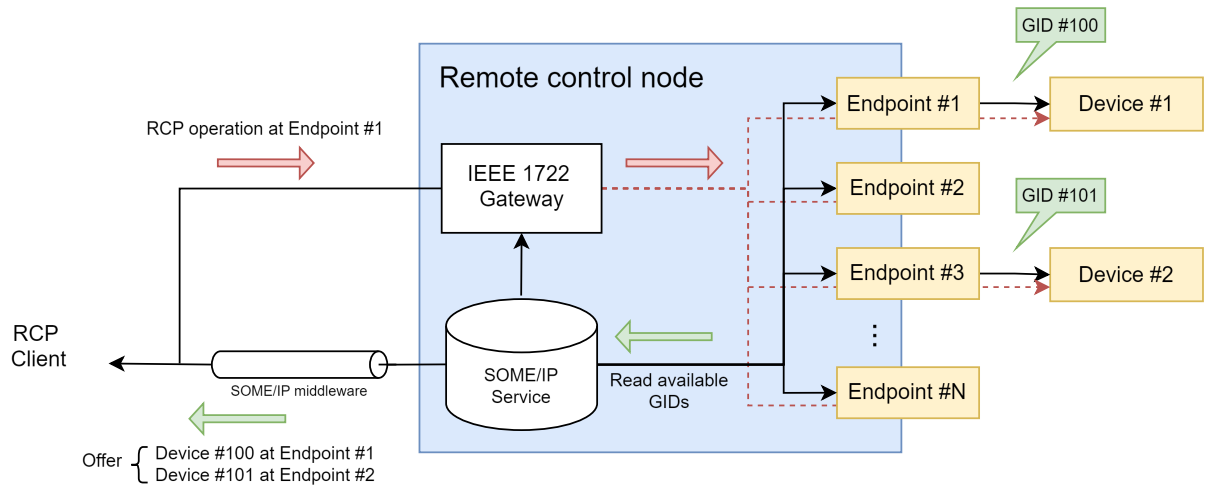 GID #100
Remote control node
Endpoint #1
Device #1
RCP operation at Endpoint #1
IEEE 1722
Gateway
Endpoint #2
GID #101
Endpoint #3
Device #2
RCP
Client
⋮
SOME/IP middleware
SOME/IP
Service
Read available
GIDs
Endpoint #N
Offer
Device #100 at Endpoint #1
Device #101 at Endpoint #2